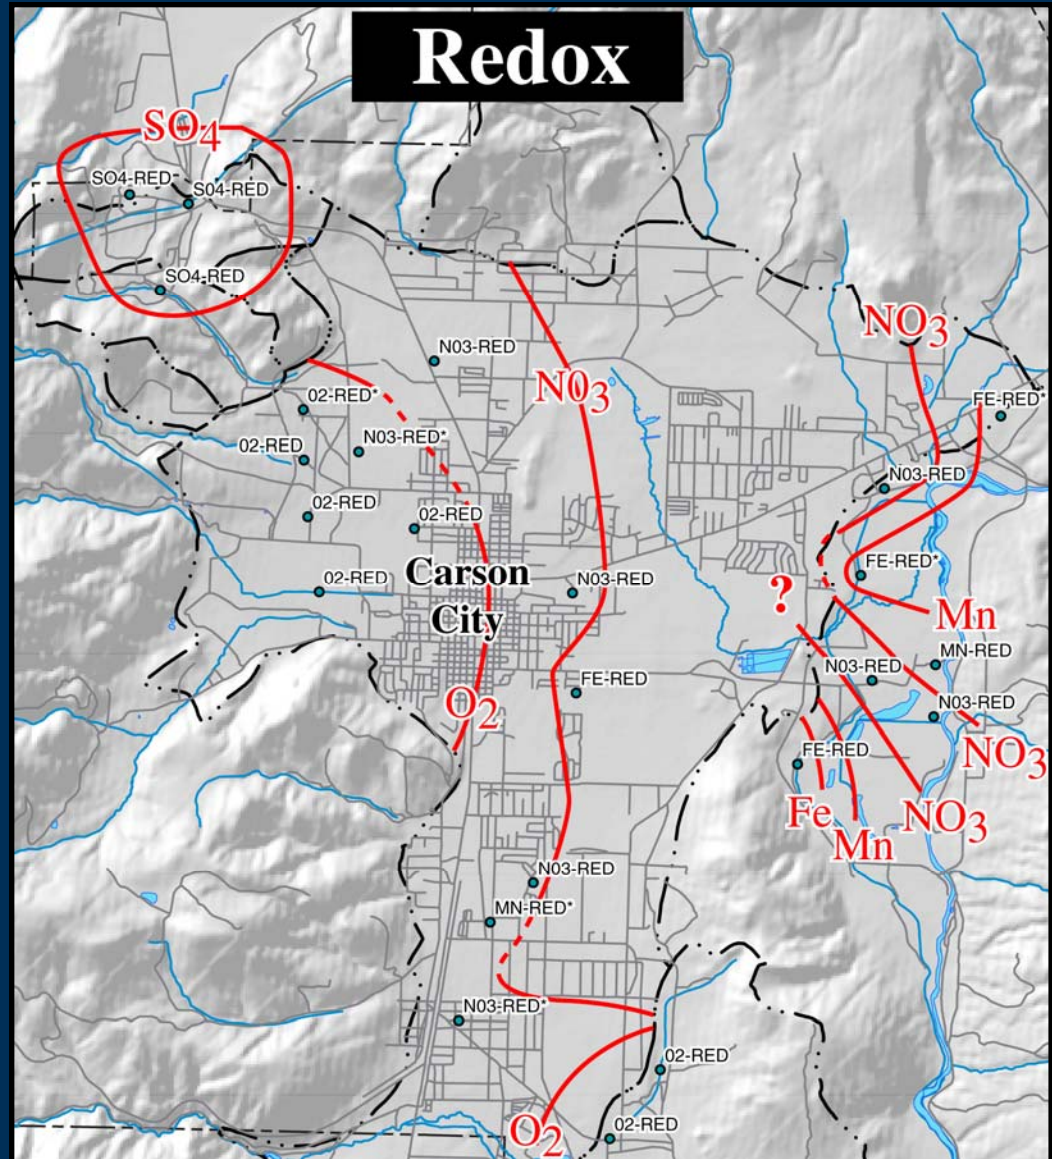 Redox
SO4
SO4-RED
S04-RED
SO4-RED
NO3
N03-RED
N03
FE-RED*
02-RED*
N03-RED*
02-RED
N03-RED
02-RED
02-RED
FE-RED*
Carson
City
02-RED
N03-RED
?
Mn
MN-RED
N03-RED
FE-RED
O2
N03-RED
NO3
FE-RED
Fe
NO3
Mn
N03-RED
MN-RED*
N03-RED*
02-RED
O2
02-RED